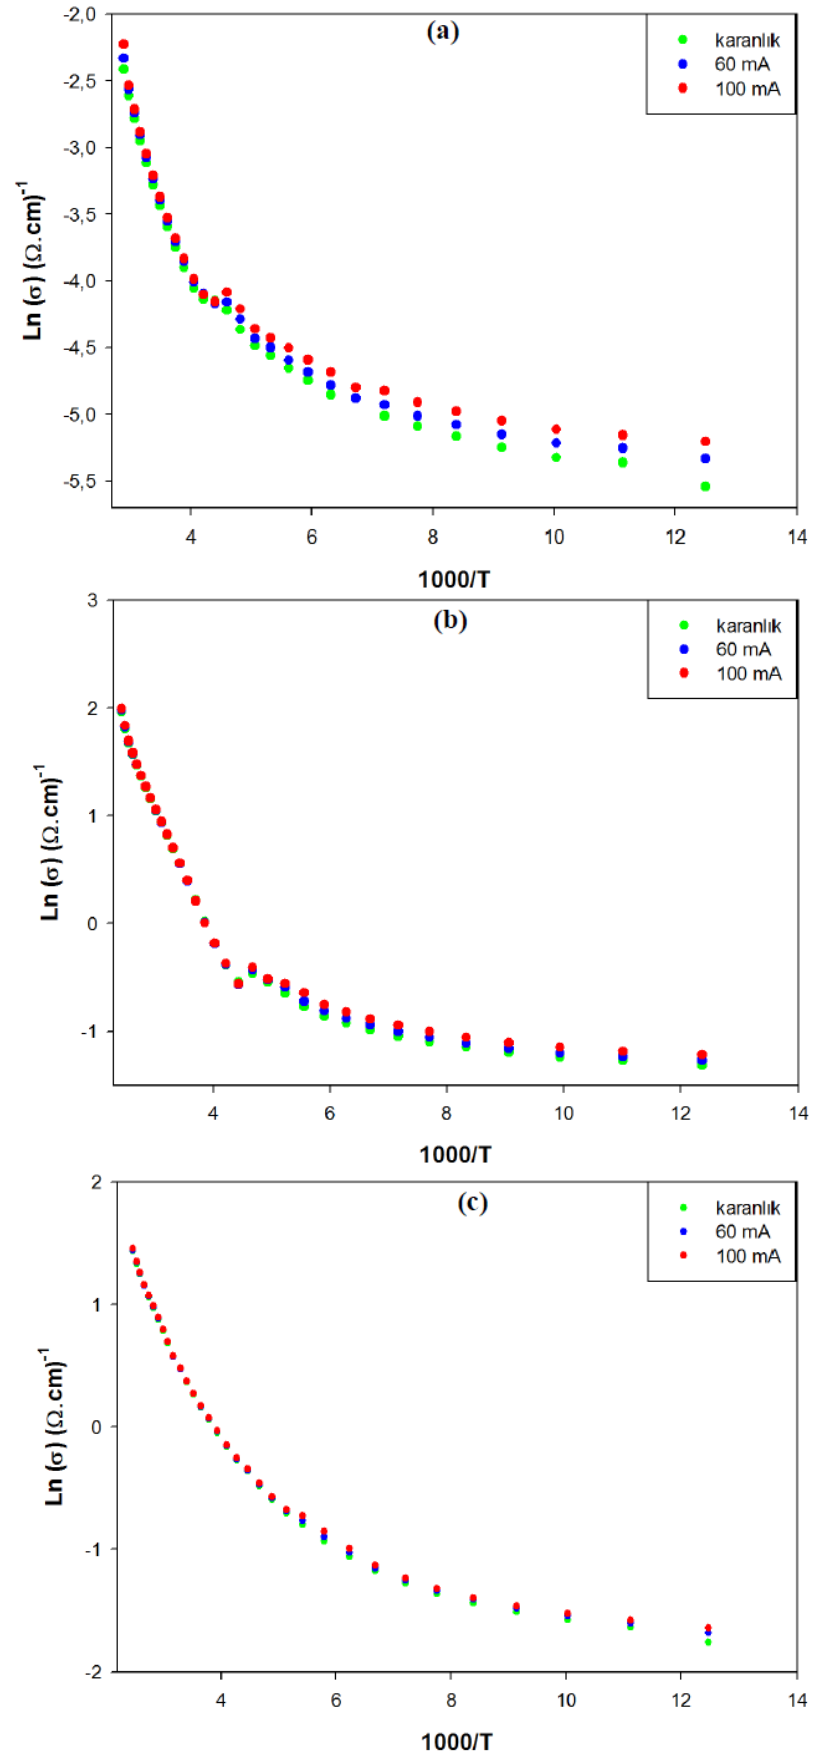 (a)
karanlık
60 mA
100 mA
-2,0
-2,5
-3,0
-3,5
-4,0
-4,5
-5,0
-5,5
Ln (σ) (Ω.cm)⁻¹
4 6 8 10 12 14
1000/T
(b)
karanlık
60 mA
100 mA
3
2
1
0
-1
Ln (σ) (Ω.cm)⁻¹
4 6 8 10 12 14
1000/T
(c)
karanlık
60 mA
100 mA
2
1
0
-1
-2
Ln (σ) (Ω.cm)⁻¹
4 6 8 10 12 14
1000/T